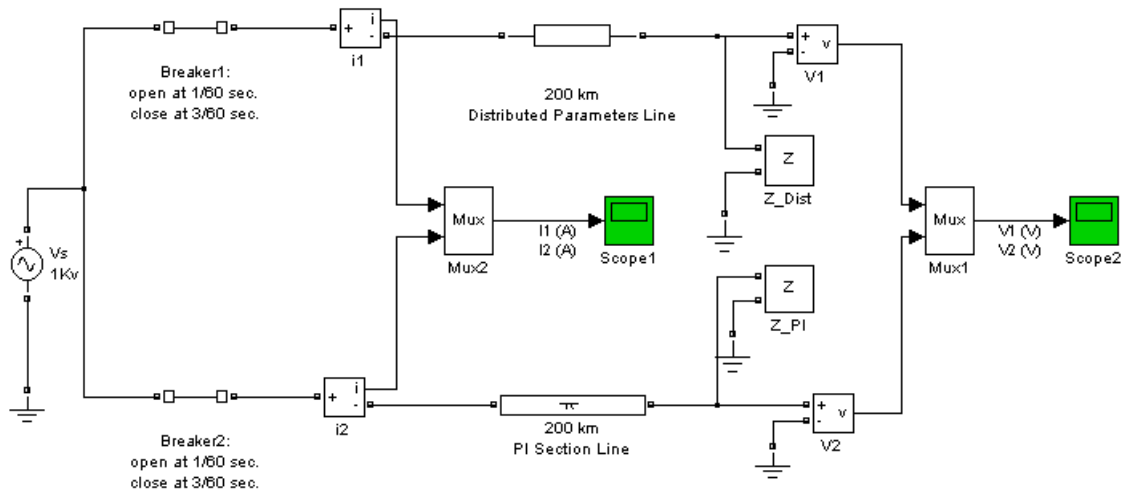 i
+
-
i1
+
-
v
V1
Breaker1:
open at 1/60 sec.
close at 3/60 sec.
200 km
Distributed Parameters Line
Z
Z_Dist
Mux
Mux2
I1 (A)
I2 (A)
Scope1
Mux
Mux1
V1 (V)
V2 (V)
Scope2
+
Vs
1Kv
Z
Z_PI
i
+
-
i2
200 km
PI Section Line
+
-
v
V2
Breaker2:
open at 1/60 sec.
close at 3/60 sec.